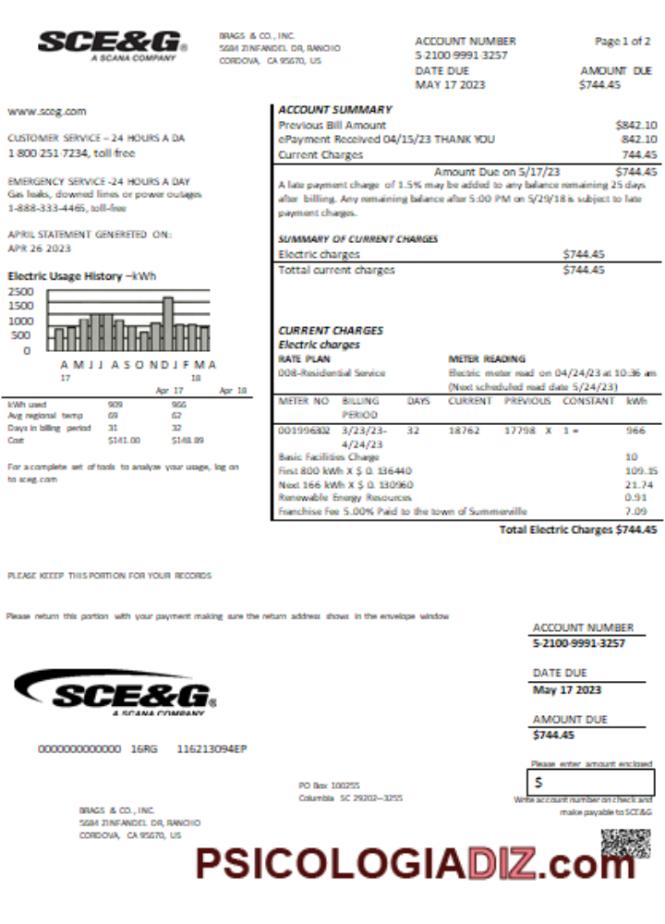 SCE&G®
A SCANA COMPANY
BRAGS & CO., INC.
5684 ZINFANDEL DR, RANCHO
CORDOVA, CA 95670, US
ACCOUNT NUMBER
5-2100-9991-3257
DATE DUE
MAY 17 2023
Page 1 of 2
AMOUNT DUE
$744.45
www.sceg.com
CUSTOMER SERVICE – 24 HOURS A DA
1-800-251-7234, toll-free
EMERGENCY SERVICE -24 HOURS A DAY
Gas leaks, downed lines or power outages
1-888-333-4465, toll-free
APRIL STATEMENT GENERETED ON:
APR 26 2023
Electric Usage History –kWh
2500
1500
1000
500
0
A M J J A S O N D J F M A
17 18
Apr 17 Apr 18
kWh used 909 966
Avg regional temp 69 62
Days in billing period 31 32
Cost $141.00 $148.89
For a complete set of tools to analyze your usage, log on
to sceg.com
ACCOUNT SUMMARY
Previous Bill Amount $842.10
ePayment Received 04/15/23 THANK YOU 842.10
Current Charges 744.45
Amount Due on 5/17/23 $744.45
A late payment charge of 1.5% may be added to any balance remaining 25 days
after billing. Any remaining balance after 5:00 PM on 5/29/18 is subject to late
payment charges.
SUMMARY OF CURRENT CHARGES
Electric charges $744.45
Tottal current charges $744.45
CURRENT CHARGES
Electric charges
RATE PLAN METER READING
008-Residential Service Electric meter read on 04/24/23 at 10:36 am
(Next scheduled read date 5/24/23)
METER NO BILLING PERIOD DAYS CURRENT PREVIOUS CONSTANT kWh
001996302 3/23/23- 32 18762 17798 X 1 = 966
4/24/23
Basic Facilities Charge 10
First 800 kWh X $ 0. 136440 109.15
Next 166 kWh X $ 0. 130960 21.74
Renewable Energy Resources 0.91
Franchise Fee 5.00% Paid to the town of Summerville 7.09
Total Electric Charges $744.45
PLEASE KEEEP THIS PORTION FOR YOUR RECORDS
Please return this portion with your payment making sure the return address shows in the envelope window
ACCOUNT NUMBER
5-2100-9991-3257
DATE DUE
May 17 2023
AMOUNT DUE
$744.45
Please enter amount enclosed
$
Write account number on check and
make payable to SCE&G
SCE&G®
A SCANA COMPANY
0000000000000 16RG 116213094EP
PO Box 100255
Columbia SC 29202—3255
BRAGS & CO., INC.
5684 ZINFANDEL DR, RANCHO
CORDOVA, CA 95670, US
PSICOLOGIADIZ.com